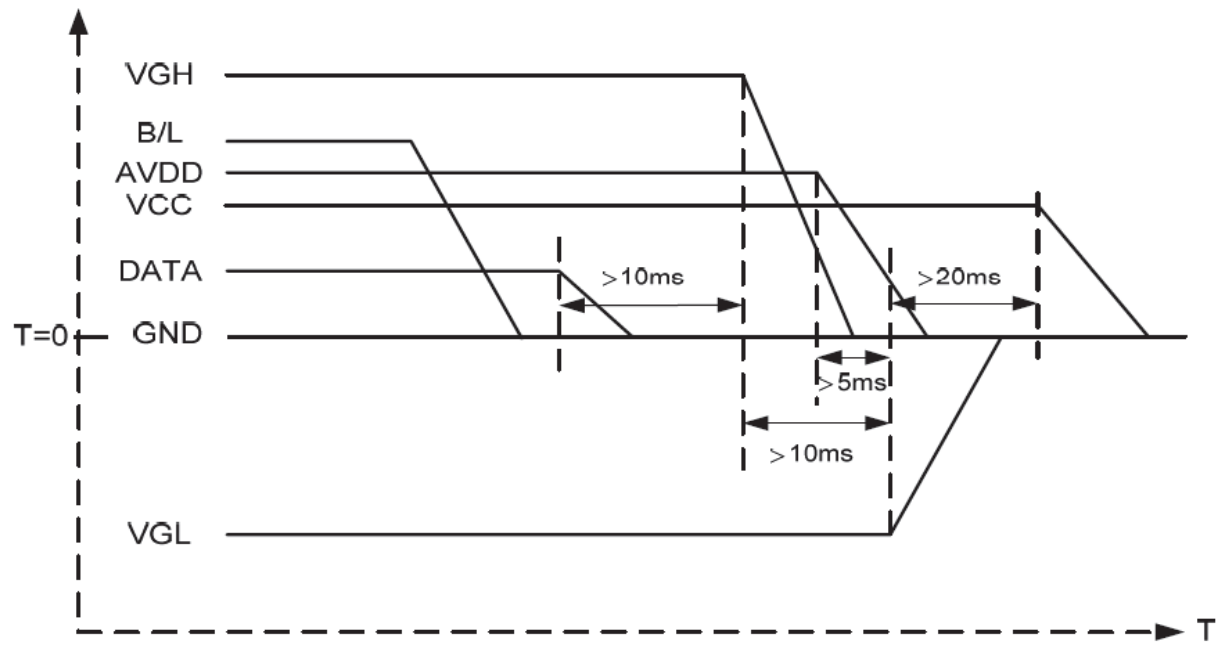 VGH
B/L
AVDD
VCC
DATA
>10ms
>20ms
T=0
GND
>5ms
>10ms
VGL
T